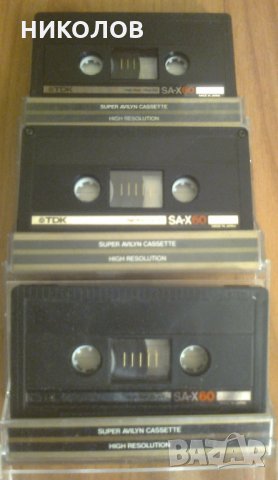 НИКОЛОВ
TDK SA-X60
SUPER AVILYN CASSETTE
HIGH RESOLUTION
TDK SA-X60
SUPER AVILYN CASSETTE
HIGH RESOLUTION
SA-X60
SUPER AVILYN CASSETTE
HIGH RESOLUTION
BAZAR